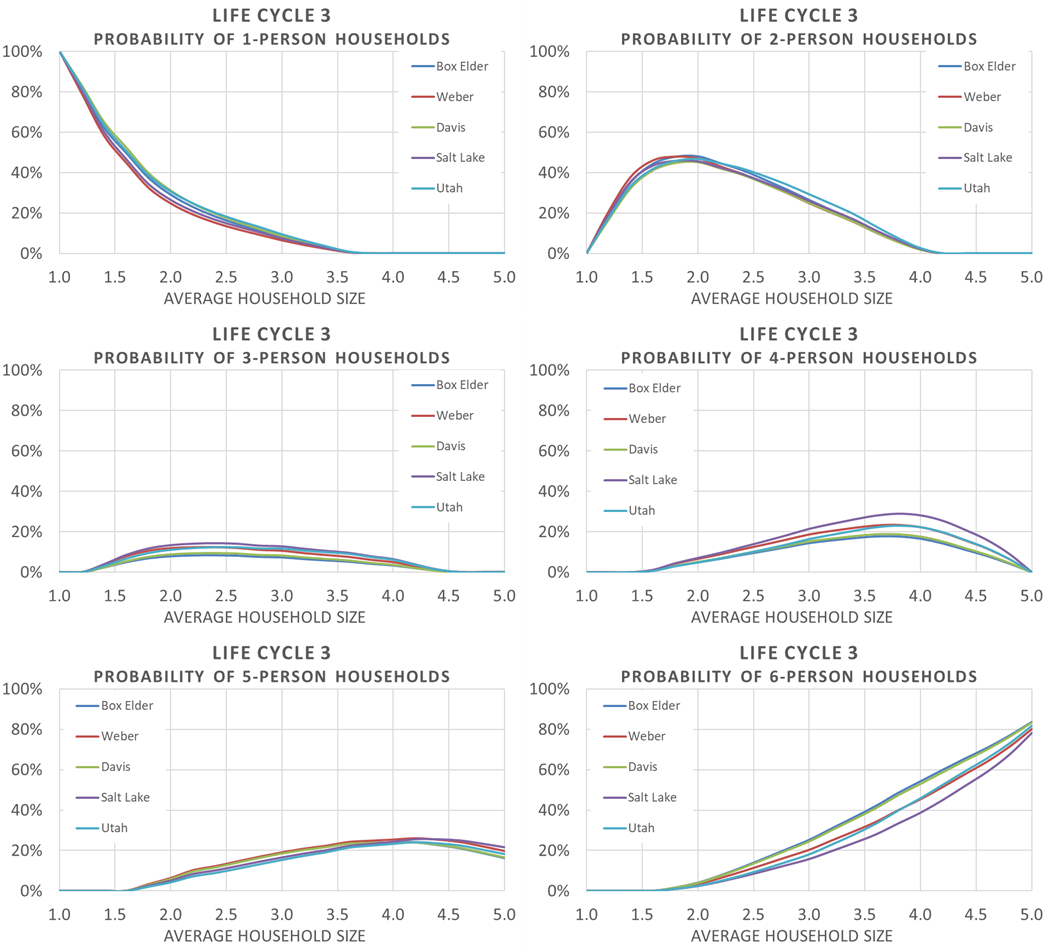 LIFE CYCLE 3
PROBABILITY OF 1-PERSON HOUSEHOLDS
100%
80%
60%
40%
20%
0%
Box Elder
Weber
Davis
Salt Lake
Utah
1.0 1.5 2.0 2.5 3.0 3.5 4.0 4.5 5.0
AVERAGE HOUSEHOLD SIZE
LIFE CYCLE 3
PROBABILITY OF 2-PERSON HOUSEHOLDS
100%
80%
60%
40%
20%
0%
Box Elder
Weber
Davis
Salt Lake
Utah
1.0 1.5 2.0 2.5 3.0 3.5 4.0 4.5 5.0
AVERAGE HOUSEHOLD SIZE
LIFE CYCLE 3
PROBABILITY OF 3-PERSON HOUSEHOLDS
100%
80%
60%
40%
20%
0%
Box Elder
Weber
Davis
Salt Lake
Utah
1.0 1.5 2.0 2.5 3.0 3.5 4.0 4.5 5.0
AVERAGE HOUSEHOLD SIZE
LIFE CYCLE 3
PROBABILITY OF 4-PERSON HOUSEHOLDS
100%
80%
60%
40%
20%
0%
Box Elder
Weber
Davis
Salt Lake
Utah
1.0 1.5 2.0 2.5 3.0 3.5 4.0 4.5 5.0
AVERAGE HOUSEHOLD SIZE
LIFE CYCLE 3
PROBABILITY OF 5-PERSON HOUSEHOLDS
100%
80%
60%
40%
20%
0%
Box Elder
Weber
Davis
Salt Lake
Utah
1.0 1.5 2.0 2.5 3.0 3.5 4.0 4.5 5.0
AVERAGE HOUSEHOLD SIZE
LIFE CYCLE 3
PROBABILITY OF 6-PERSON HOUSEHOLDS
100%
80%
60%
40%
20%
0%
Box Elder
Weber
Davis
Salt Lake
Utah
1.0 1.5 2.0 2.5 3.0 3.5 4.0 4.5 5.0
AVERAGE HOUSEHOLD SIZE